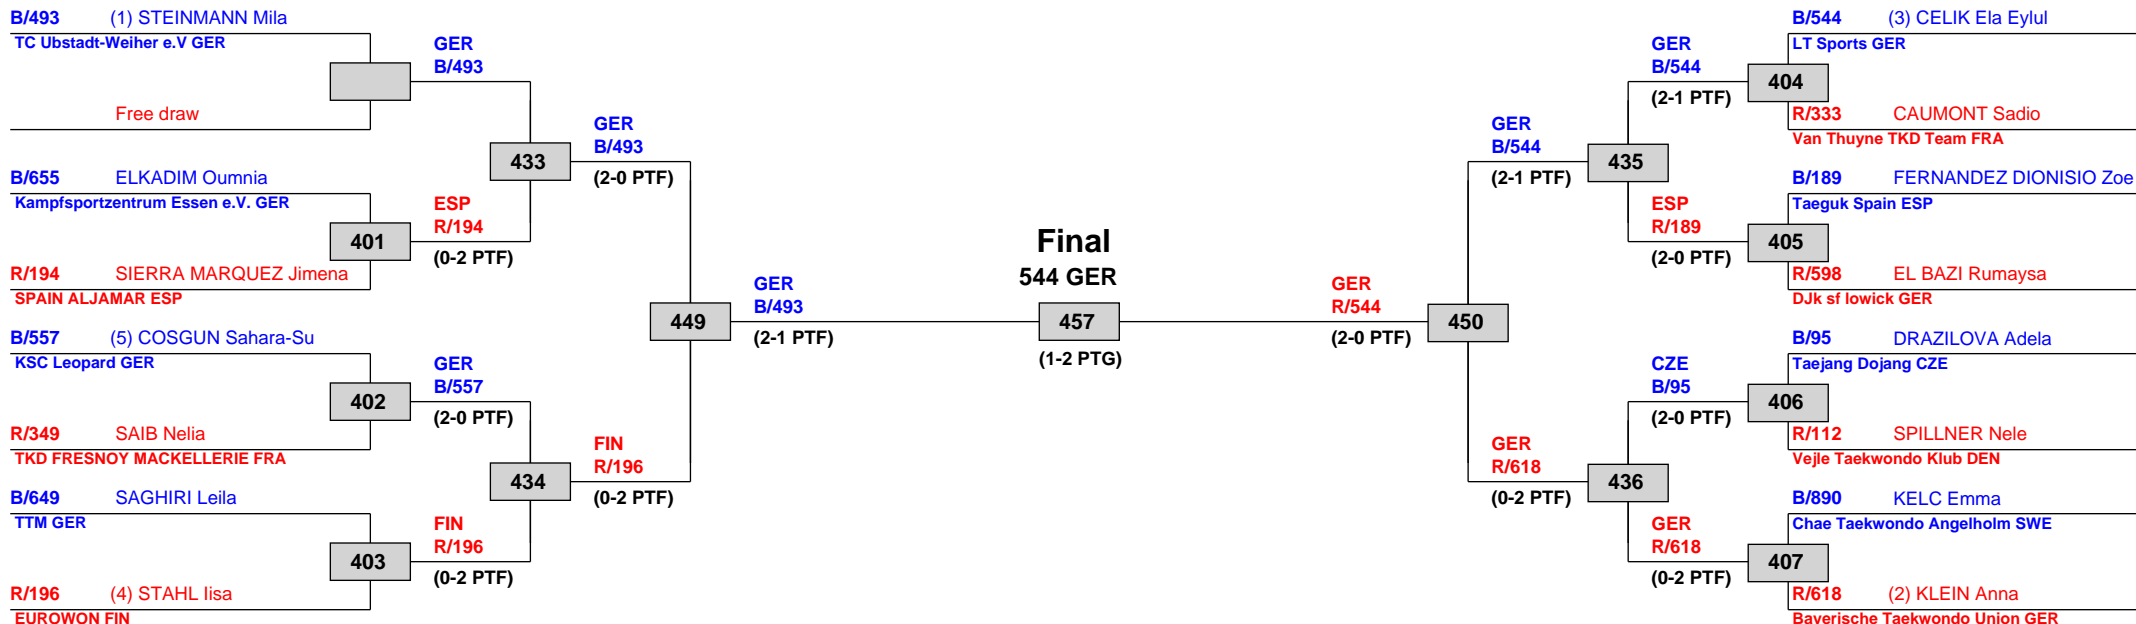 B/493 (1) STEINMANN Mila
TC Ubstadt-Weiher e.V GER
Free draw
B/655 ELKADIM Oumnia
Kampfsportzentrum Essen e.V. GER
401
R/194 SIERRA MARQUEZ Jimena
SPAIN ALJAMAR ESP
B/557 (5) COSGUN Sahara-Su
KSC Leopard GER
402
R/349 SAIB Nelia
TKD FRESNOY MACKELLERIE FRA
B/649 SAGHIRI Leila
TTM GER
403
R/196 (4) STAHL Iisa
EUROWON FIN
GER
B/493
433
ESP
R/194
(0-2 PTF)
GER
B/557
(2-0 PTF)
434
FIN
R/196
(0-2 PTF)
GER
B/493
(2-0 PTF)
449
FIN
R/196
(0-2 PTF)
GER
B/493
(2-1 PTF)
Final
544 GER
457
(1-2 PTG)
GER
R/544
(2-0 PTF)
450
GER
B/544
(2-1 PTF)
GER
R/618
(0-2 PTF)
GER
B/544
(2-1 PTF)
435
ESP
R/189
(2-0 PTF)
CZE
B/95
(2-0 PTF)
436
GER
R/618
(0-2 PTF)
B/544 (3) CELIK Ela Eylul
LT Sports GER
404
R/333 CAUMONT Sadio
Van Thuyne TKD Team FRA
B/189 FERNANDEZ DIONISIO Zoe
Taeguk Spain ESP
405
R/598 EL BAZI Rumaysa
DJk sf lowick GER
B/95 DRAZILOVA Adela
Taejang Dojang CZE
406
R/112 SPILLNER Nele
Vejle Taekwondo Klub DEN
B/890 KELC Emma
Chae Taekwondo Angelholm SWE
407
R/618 (2) KLEIN Anna
Bayerische Taekwondo Union GER